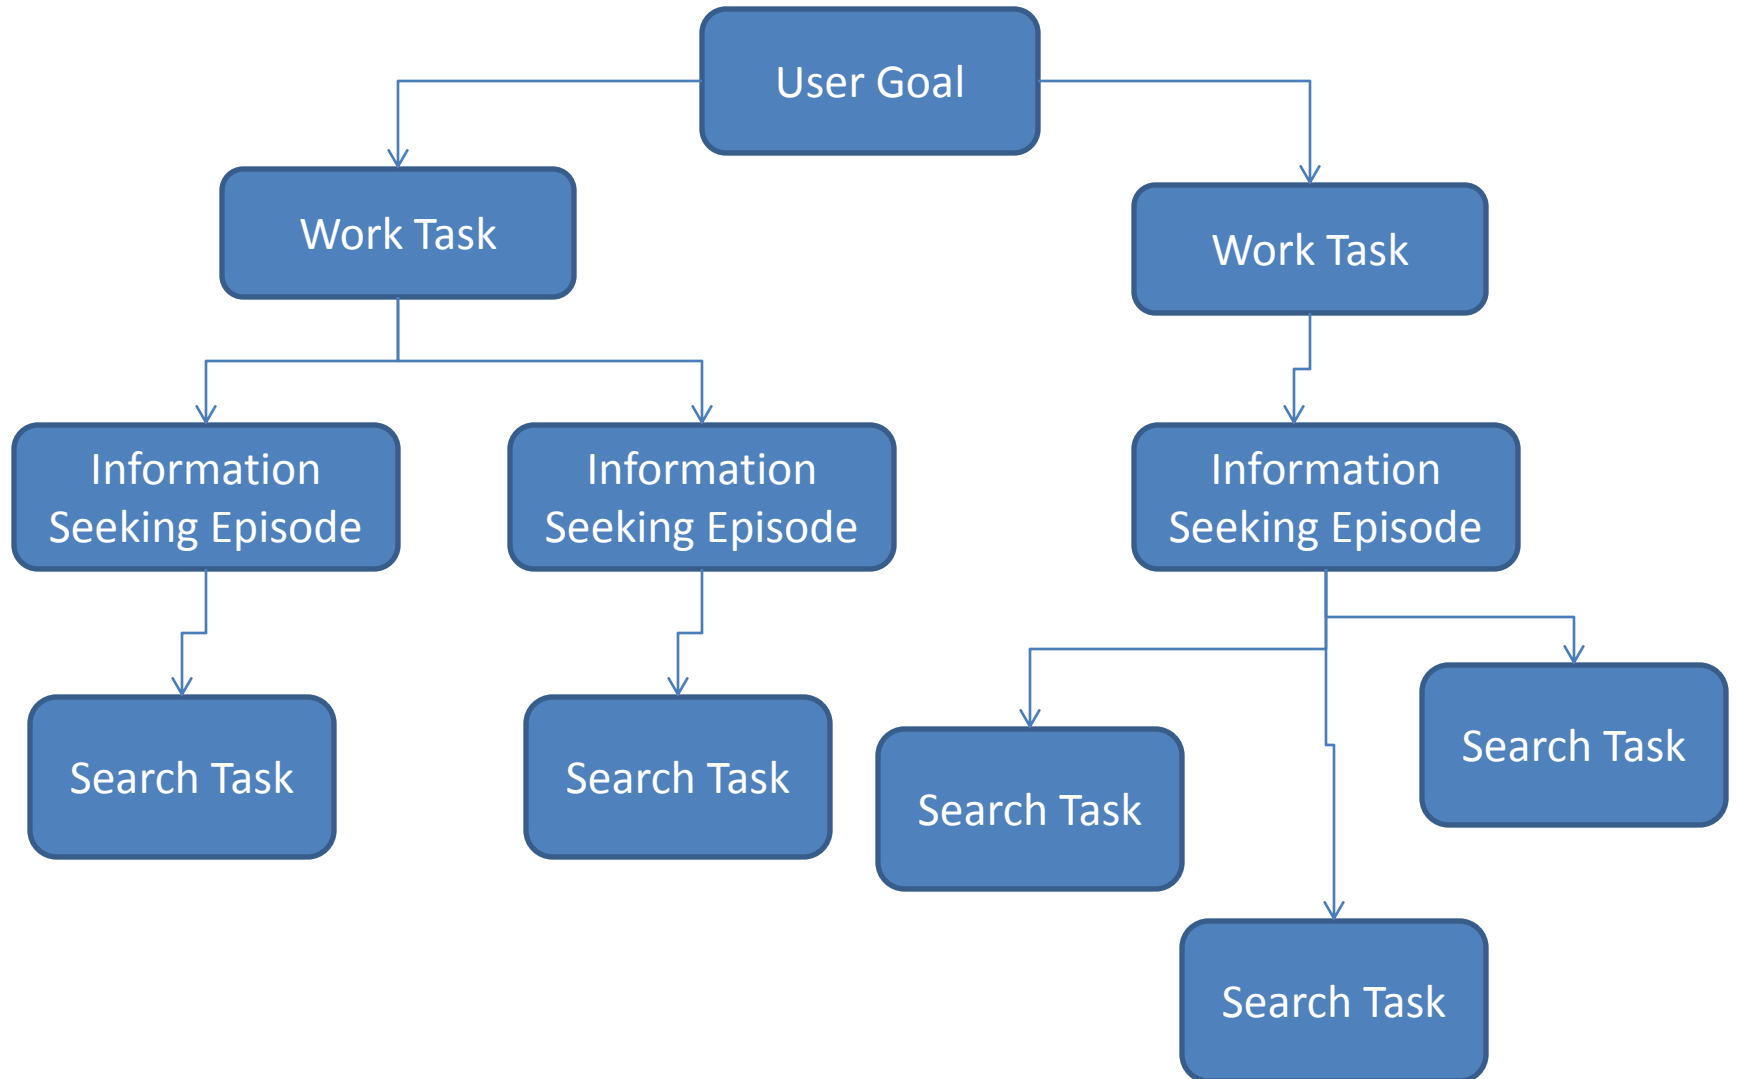 User Goal
Work Task
Work Task
Information
Seeking Episode
Information
Seeking Episode
Information
Seeking Episode
Search Task
Search Task
Search Task
Search Task
Search Task